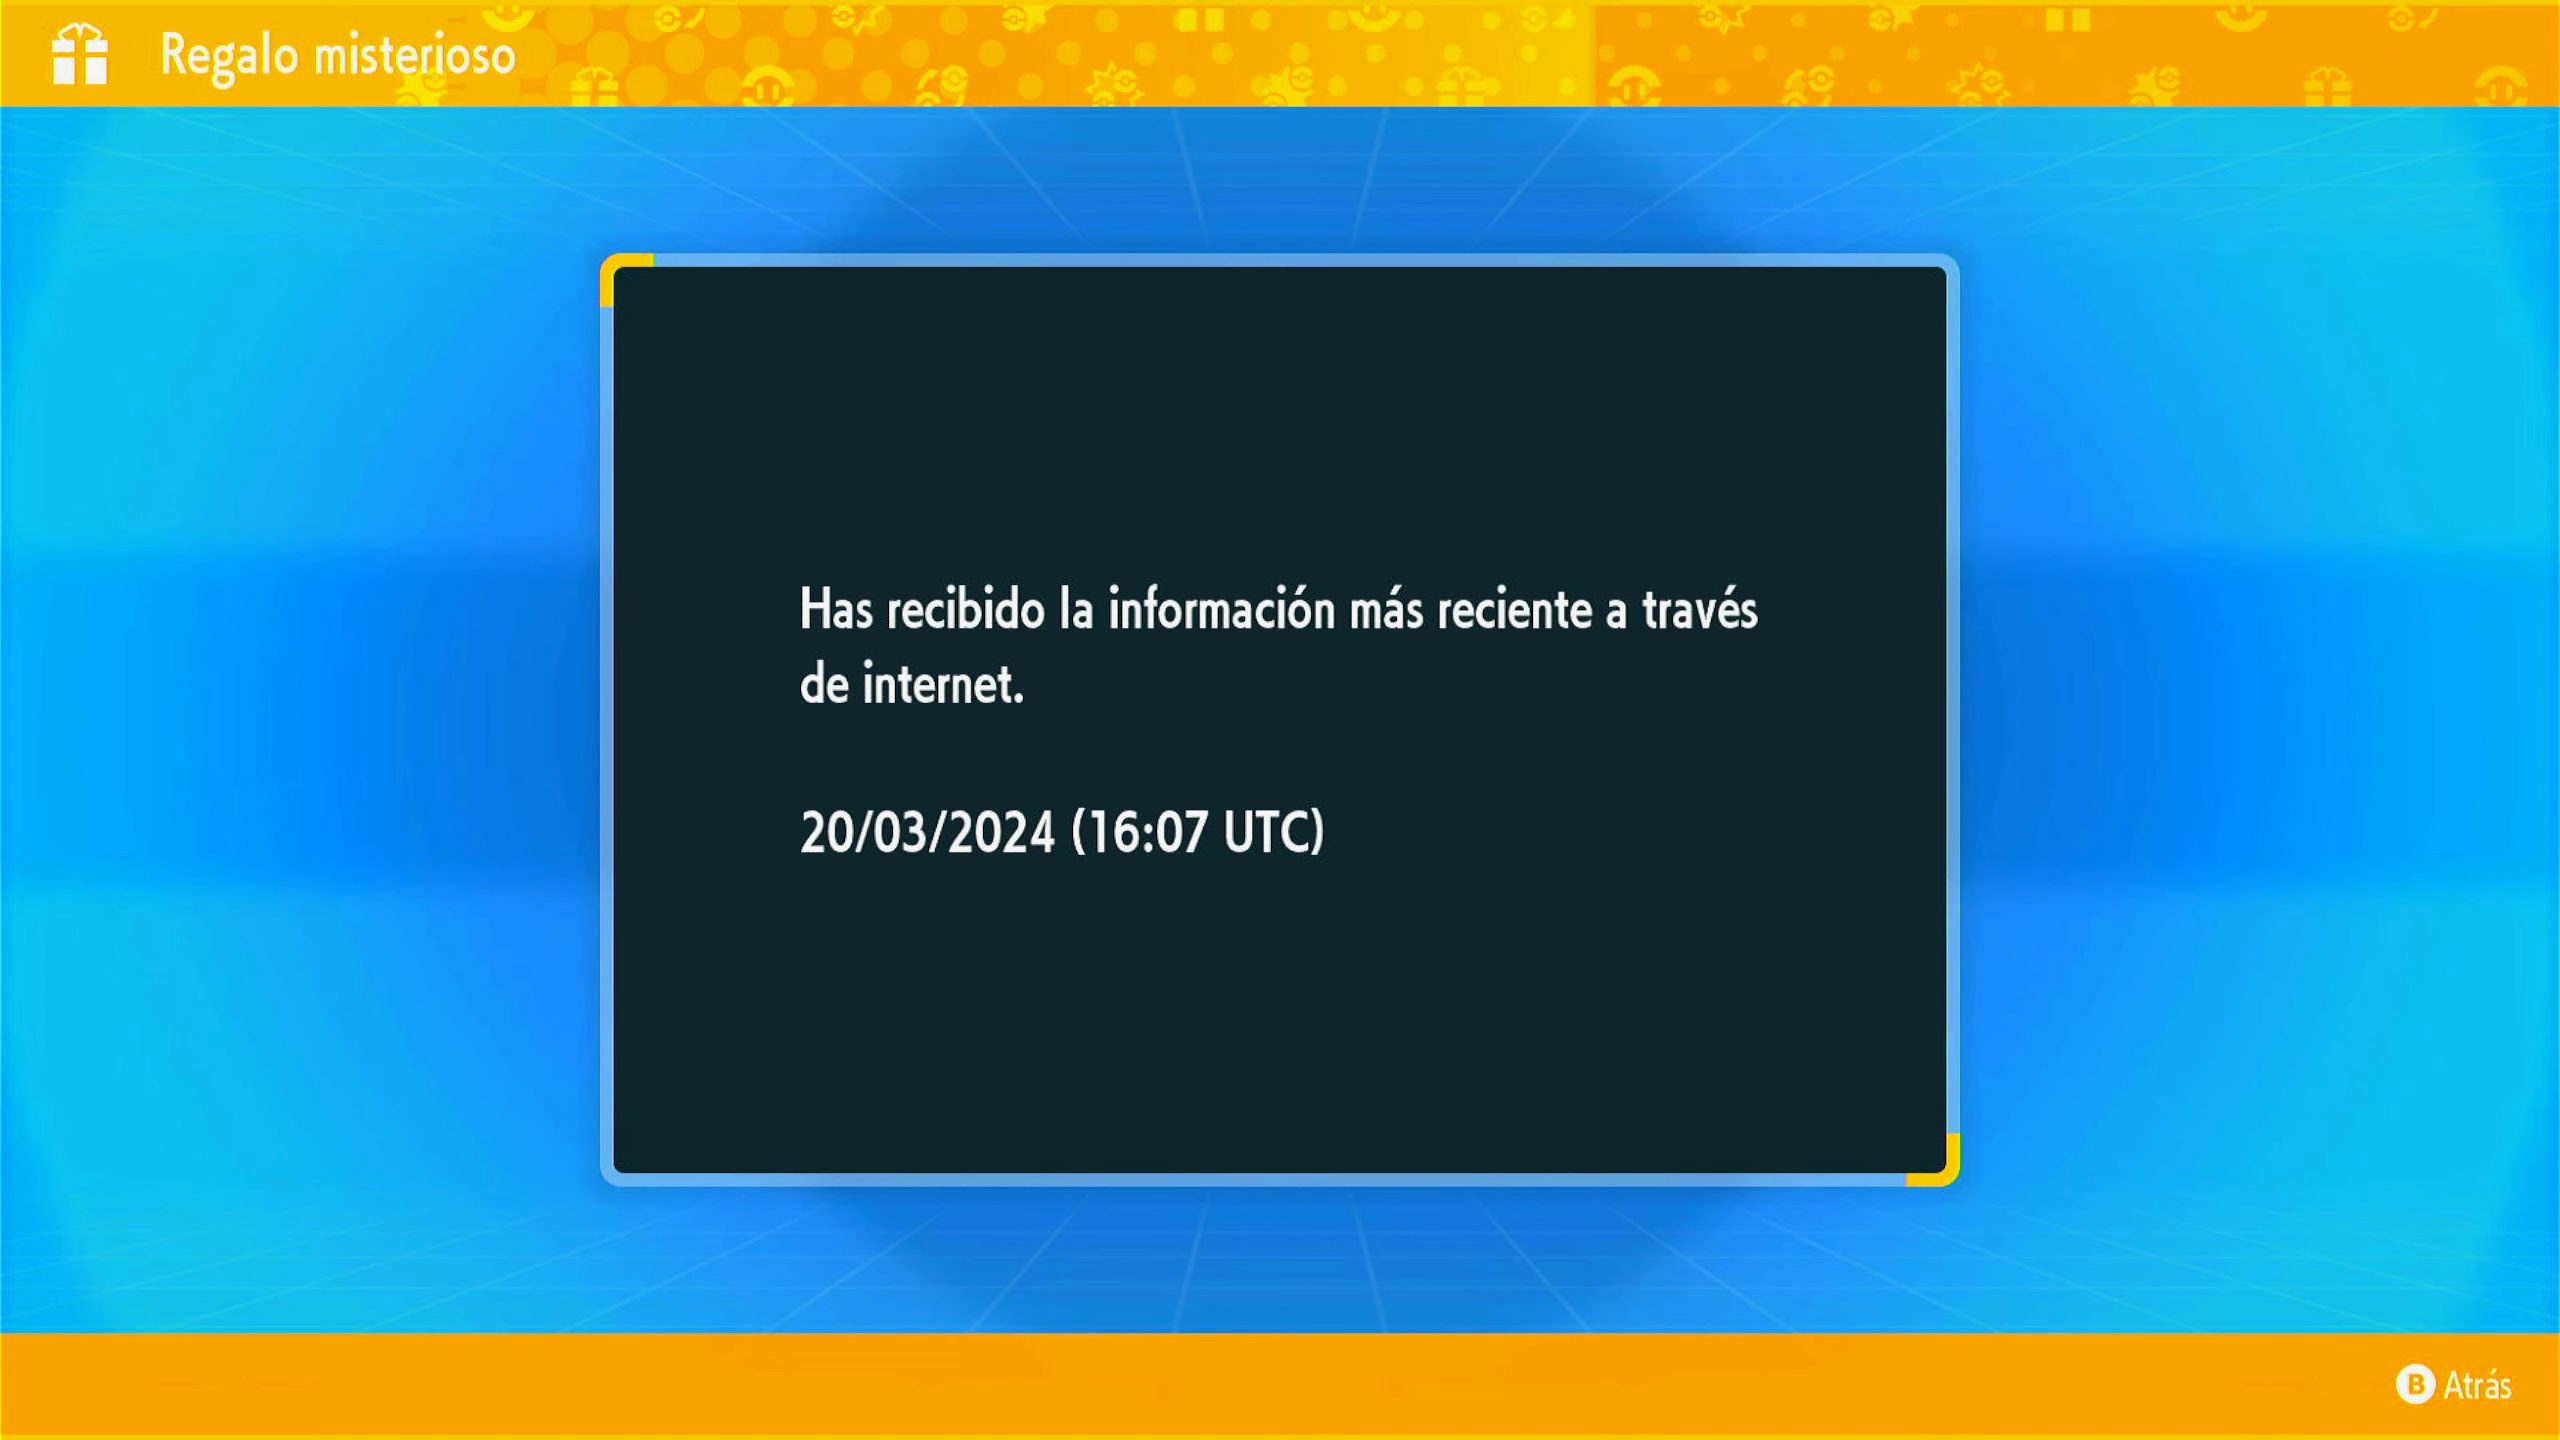 Regalo misterioso
Has recibido la información más reciente a través
de internet.
20/03/2024 (16:07 UTC)
B Atrás